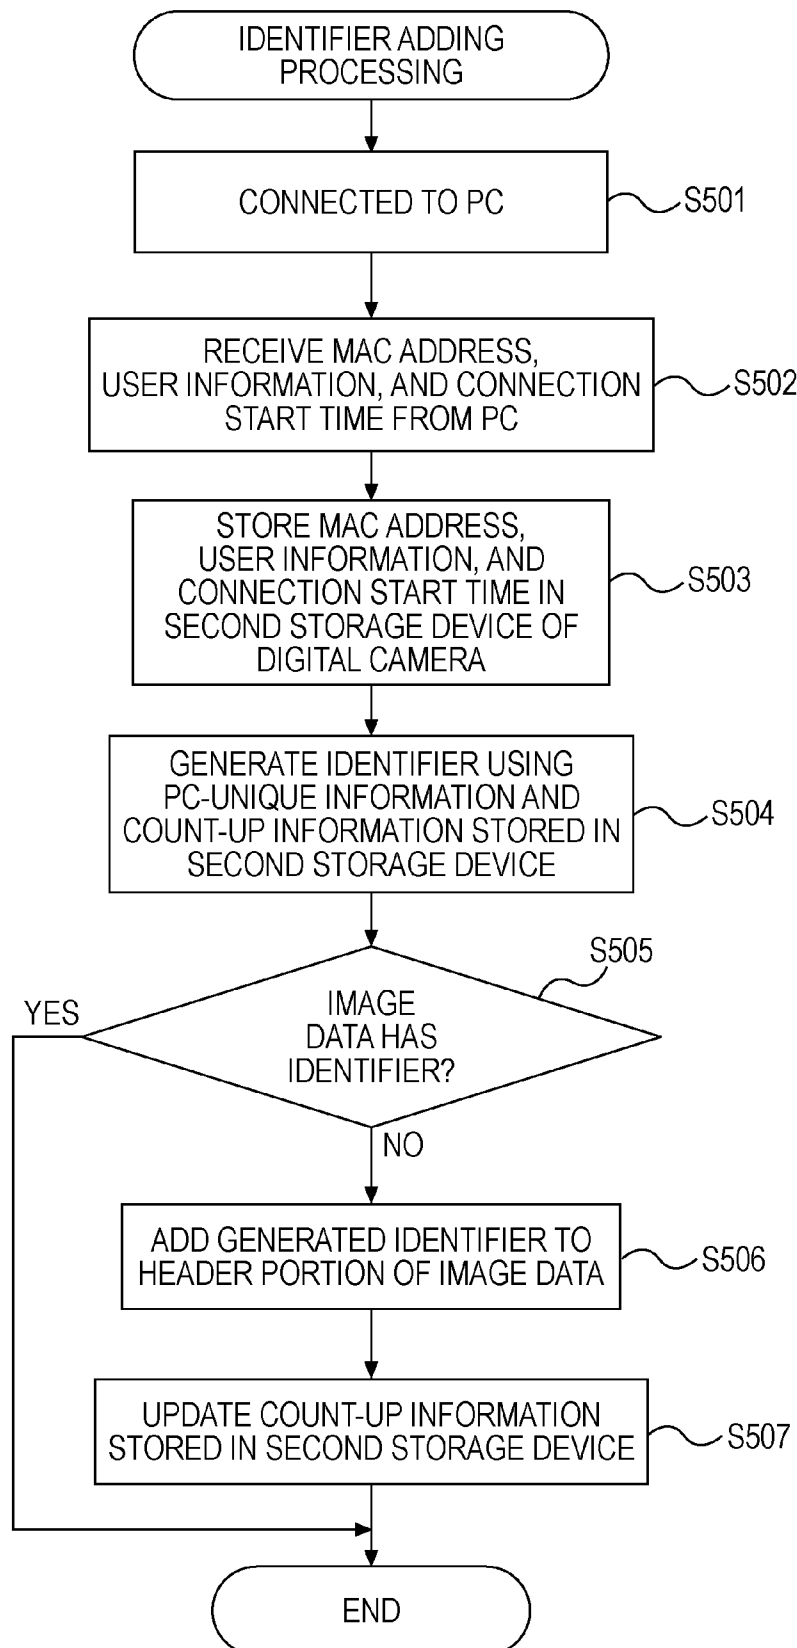 IDENTIFIER ADDING
PROCESSING
CONNECTED TO PC
S501
RECEIVE MAC ADDRESS,
USER INFORMATION, AND CONNECTION
START TIME FROM PC
S502
STORE MAC ADDRESS,
USER INFORMATION, AND
CONNECTION START TIME IN
SECOND STORAGE DEVICE OF
DIGITAL CAMERA
S503
GENERATE IDENTIFIER USING
PC-UNIQUE INFORMATION AND
COUNT-UP INFORMATION STORED IN
SECOND STORAGE DEVICE
S504
S505
YES
IMAGE
DATA HAS
IDENTIFIER?
NO
ADD GENERATED IDENTIFIER TO
HEADER PORTION OF IMAGE DATA
S506
UPDATE COUNT-UP INFORMATION
STORED IN SECOND STORAGE DEVICE
S507
END